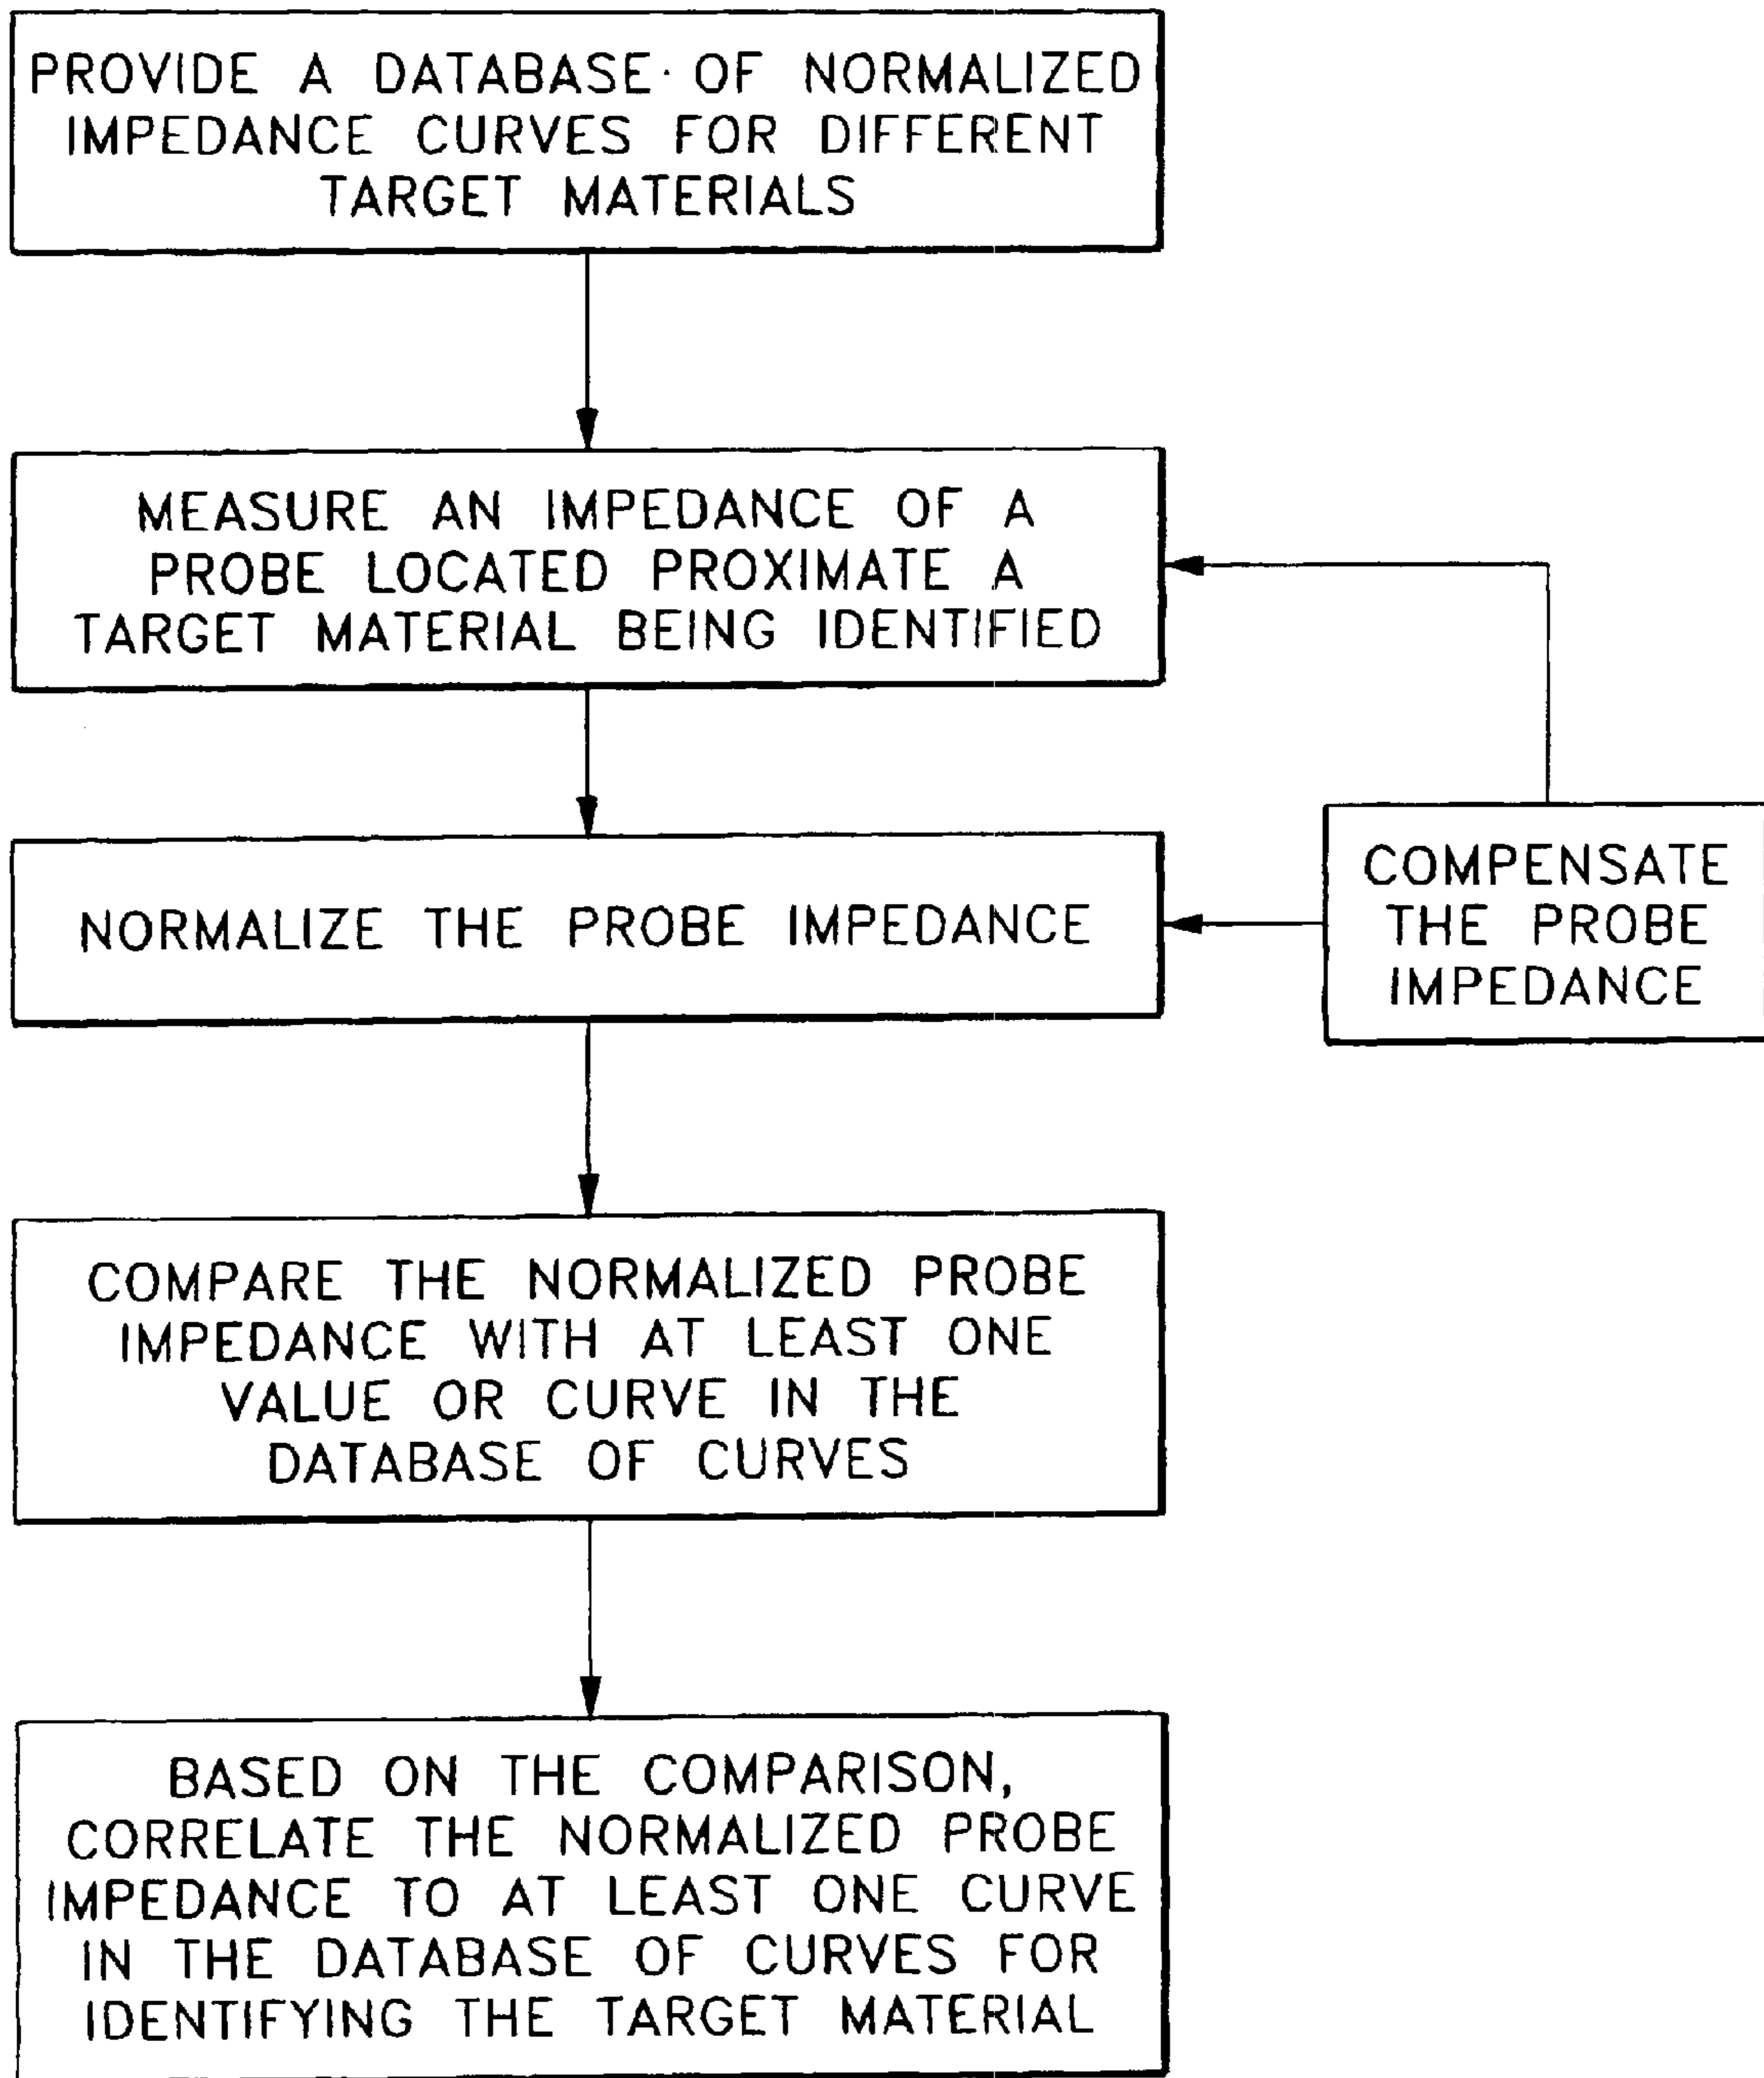 PROVIDE A DATABASE OF NORMALIZED
IMPEDANCE CURVES FOR DIFFERENT
TARGET MATERIALS
MEASURE AN IMPEDANCE OF A
PROBE LOCATED PROXIMATE A
TARGET MATERIAL BEING IDENTIFIED
NORMALIZE THE PROBE IMPEDANCE
COMPENSATE
THE PROBE
IMPEDANCE
COMPARE THE NORMALIZED PROBE
IMPEDANCE WITH AT LEAST ONE
VALUE OR CURVE IN THE
DATABASE OF CURVES
BASED ON THE COMPARISON,
CORRELATE THE NORMALIZED PROBE
IMPEDANCE TO AT LEAST ONE CURVE
IN THE DATABASE OF CURVES FOR
IDENTIFYING THE TARGET MATERIAL